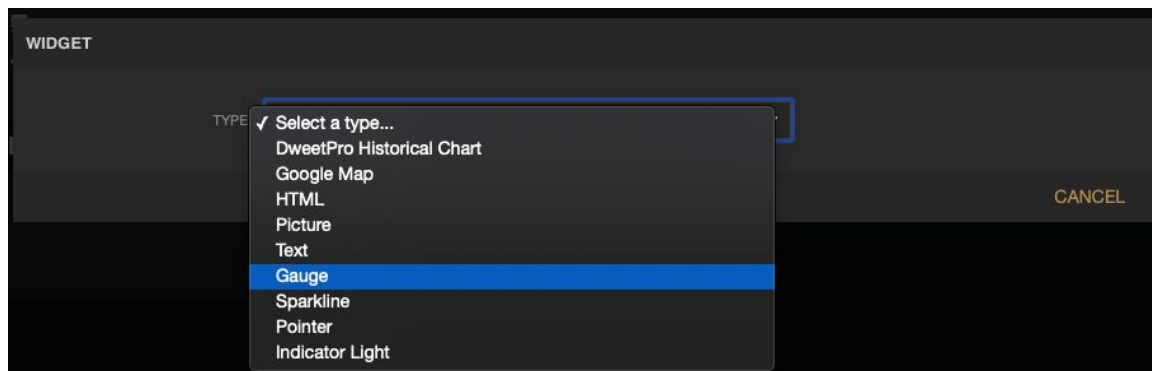 WIDGET
TYPE
✓ Select a type...
DweetPro Historical Chart
Google Map
HTML
CANCEL
Picture
Text
Gauge
Sparkline
Pointer
Indicator Light